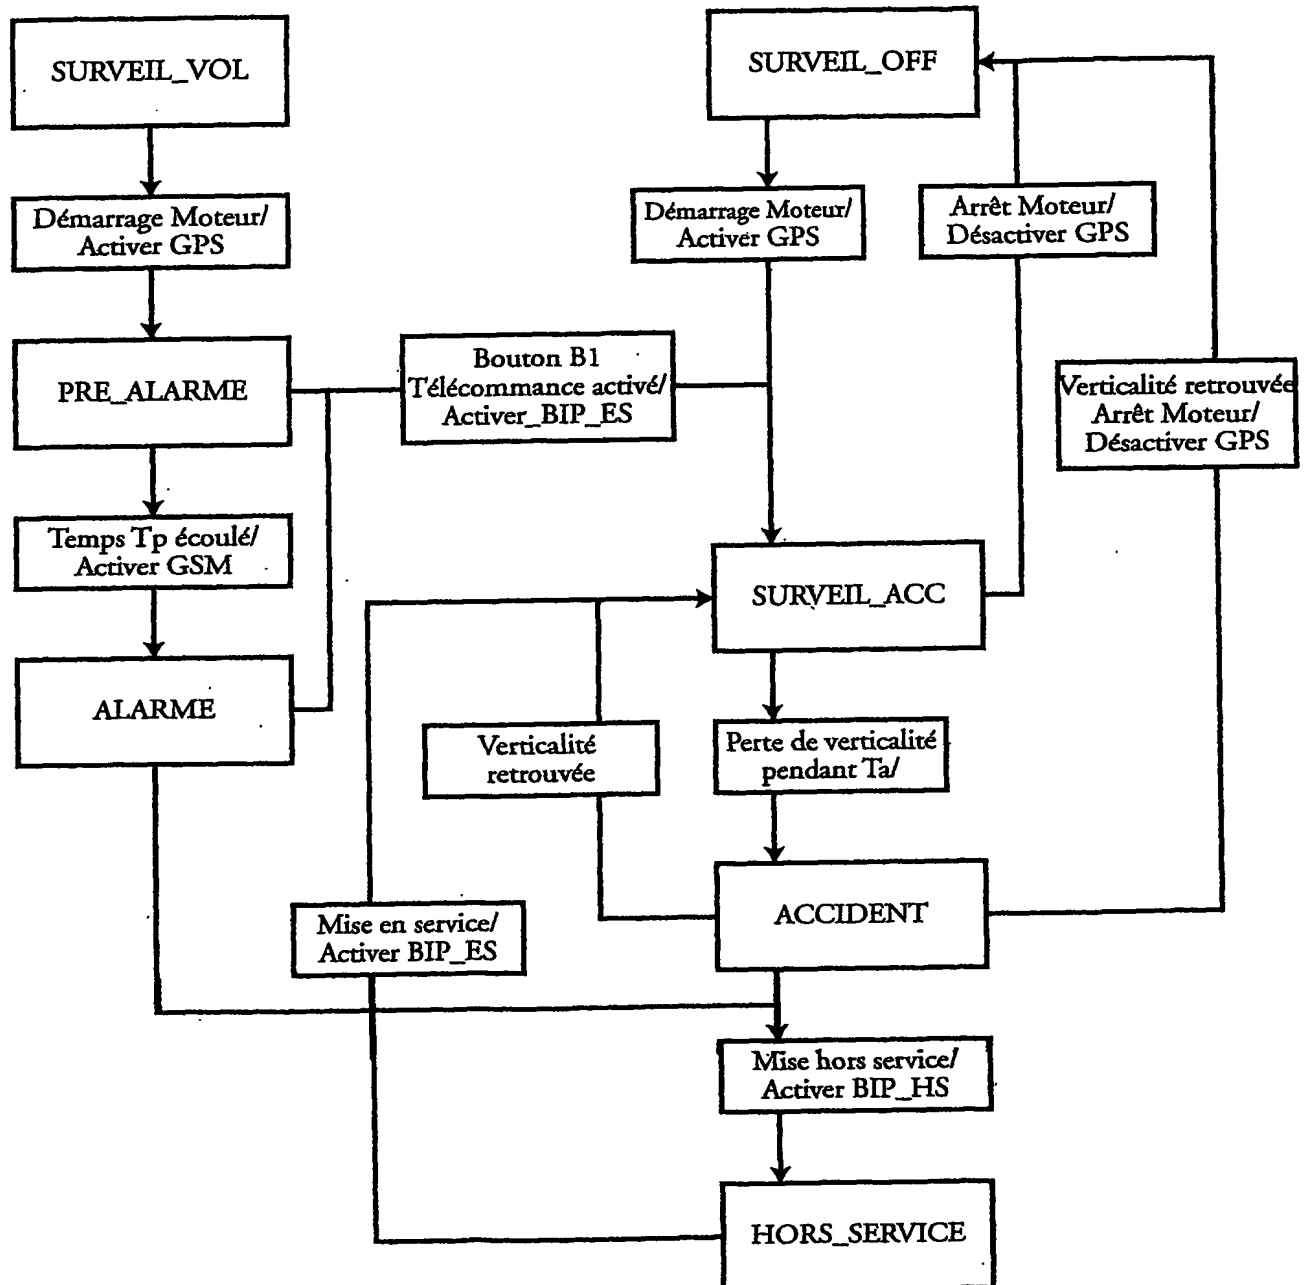 SURVEIL_VOL
SURVEIL_OFF
Démarrage Moteur/
Activer GPS
Démarrage Moteur/
Activer GPS
Arrêt Moteur/
Désactiver GPS
PRE_ALARME
Bouton B1
Télécommance activé/
Activer_BIP_ES
Verticalité retrouvée
Arrêt Moteur/
Désactiver GPS
Temps Tp écoulé/
Activer GSM
SURVEIL_ACC
ALARME
Verticalité
retrouvée
Perte de verticalité
pendant Ta/
ACCIDENT
Mise en service/
Activer BIP_ES
Mise hors service/
Activer BIP_HS
HORS_SERVICE